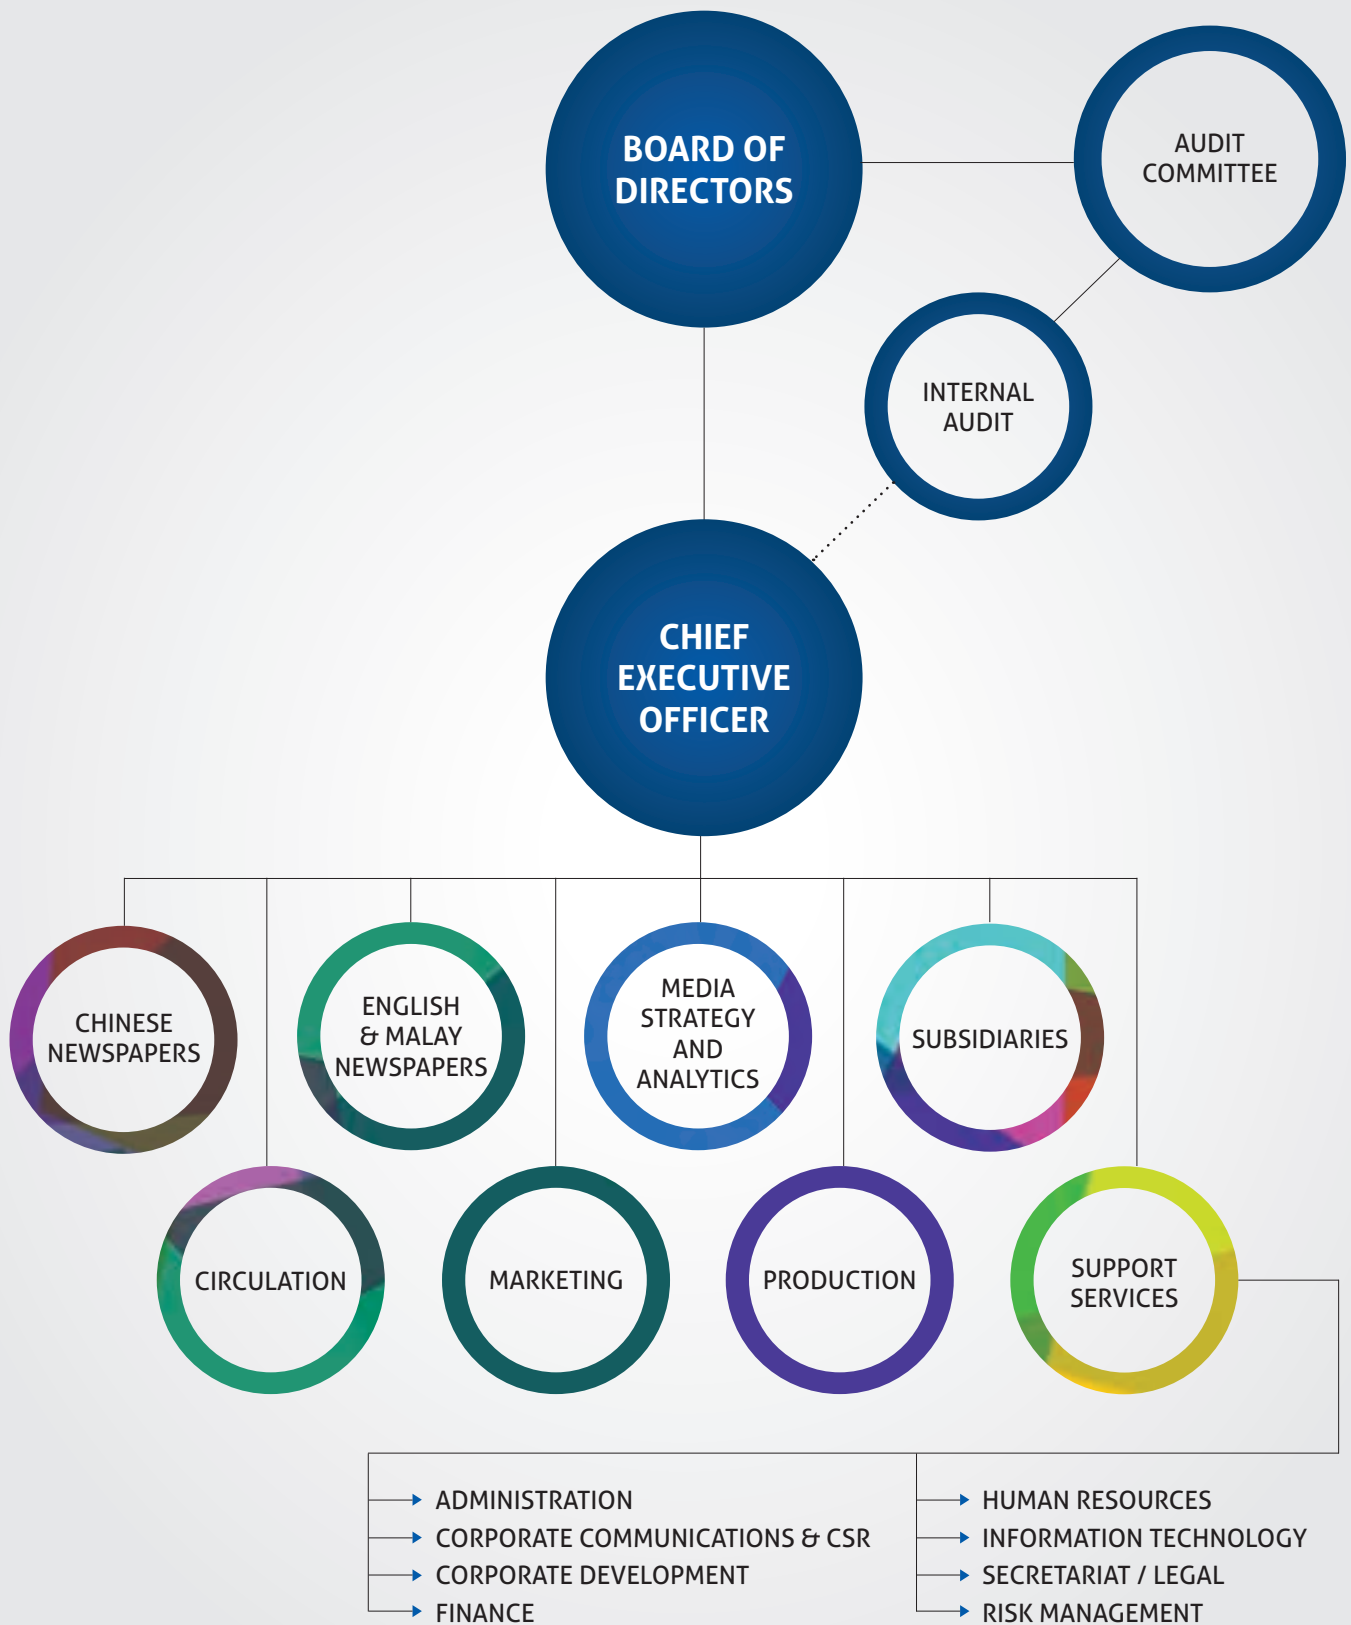 BOARD OF
DIRECTORS
AUDIT
COMMITTEE
INTERNAL
AUDIT
CHIEF
EXECUTIVE
OFFICER
CHINESE
NEWSPAPERS
ENGLISH
& MALAY
NEWSPAPERS
MEDIA
STRATEGY
AND
ANALYTICS
SUBSIDIARIES
CIRCULATION
MARKETING
PRODUCTION
SUPPORT
SERVICES
ADMINISTRATION
CORPORATE COMMUNICATIONS & CSR
CORPORATE DEVELOPMENT
FINANCE
HUMAN RESOURCES
INFORMATION TECHNOLOGY
SECRETARIAT / LEGAL
RISK MANAGEMENT